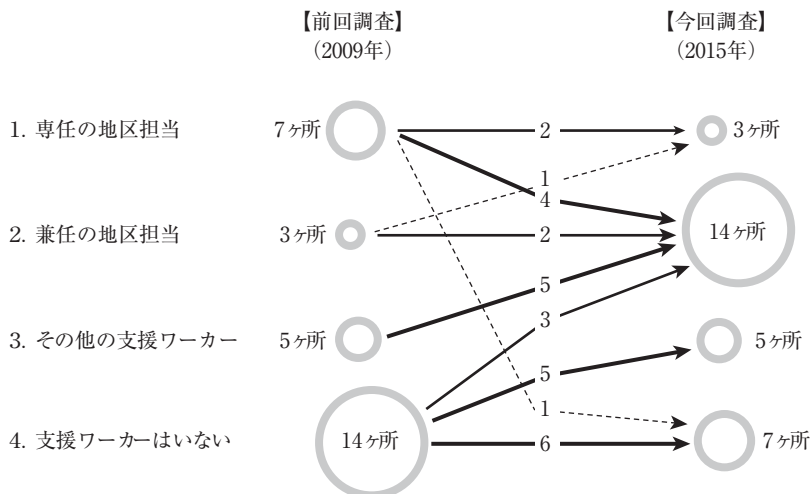 【前回調査】
（2009年）
【今回調査】
（2015年）
1. 専任の地区担当
7ヶ所
2
3ヶ所
1
4
2. 兼任の地区担当
3ヶ所
2
14ヶ所
5
3
3. その他の支援ワーカー
5ヶ所
5ヶ所
5
1
4. 支援ワーカーはいない
14ヶ所
6
7ヶ所